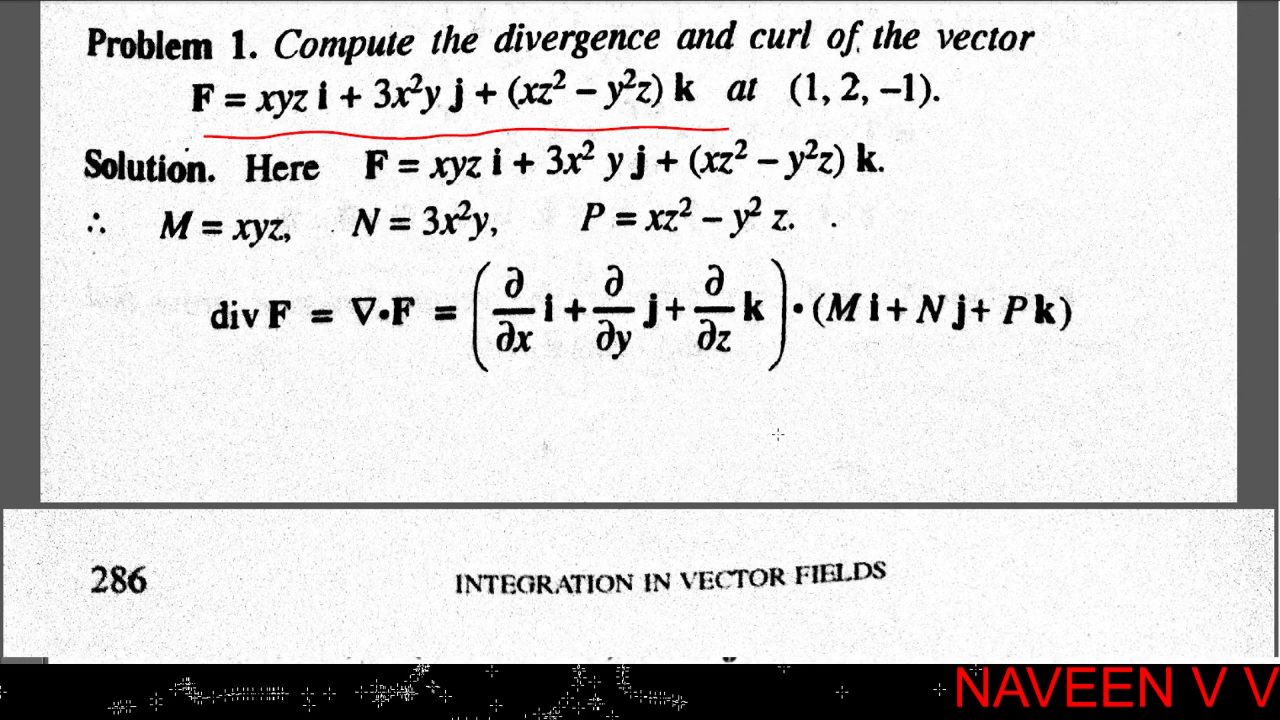 Problem 1. Compute the divergence and curl of the vector
F = xyz i + 3x²y j + (xz² – y²z) k at (1, 2, –1).
Solution. Here F = xyz i + 3x² y j + (xz² – y²z) k.
∴ M = xyz, N = 3x²y, P = xz² – y² z.
div F = ∇•F = (∂/∂x i + ∂/∂y j + ∂/∂z k) • (M i + N j + P k)
286 INTEGRATION IN VECTOR FIELDS
NAVEEN V V